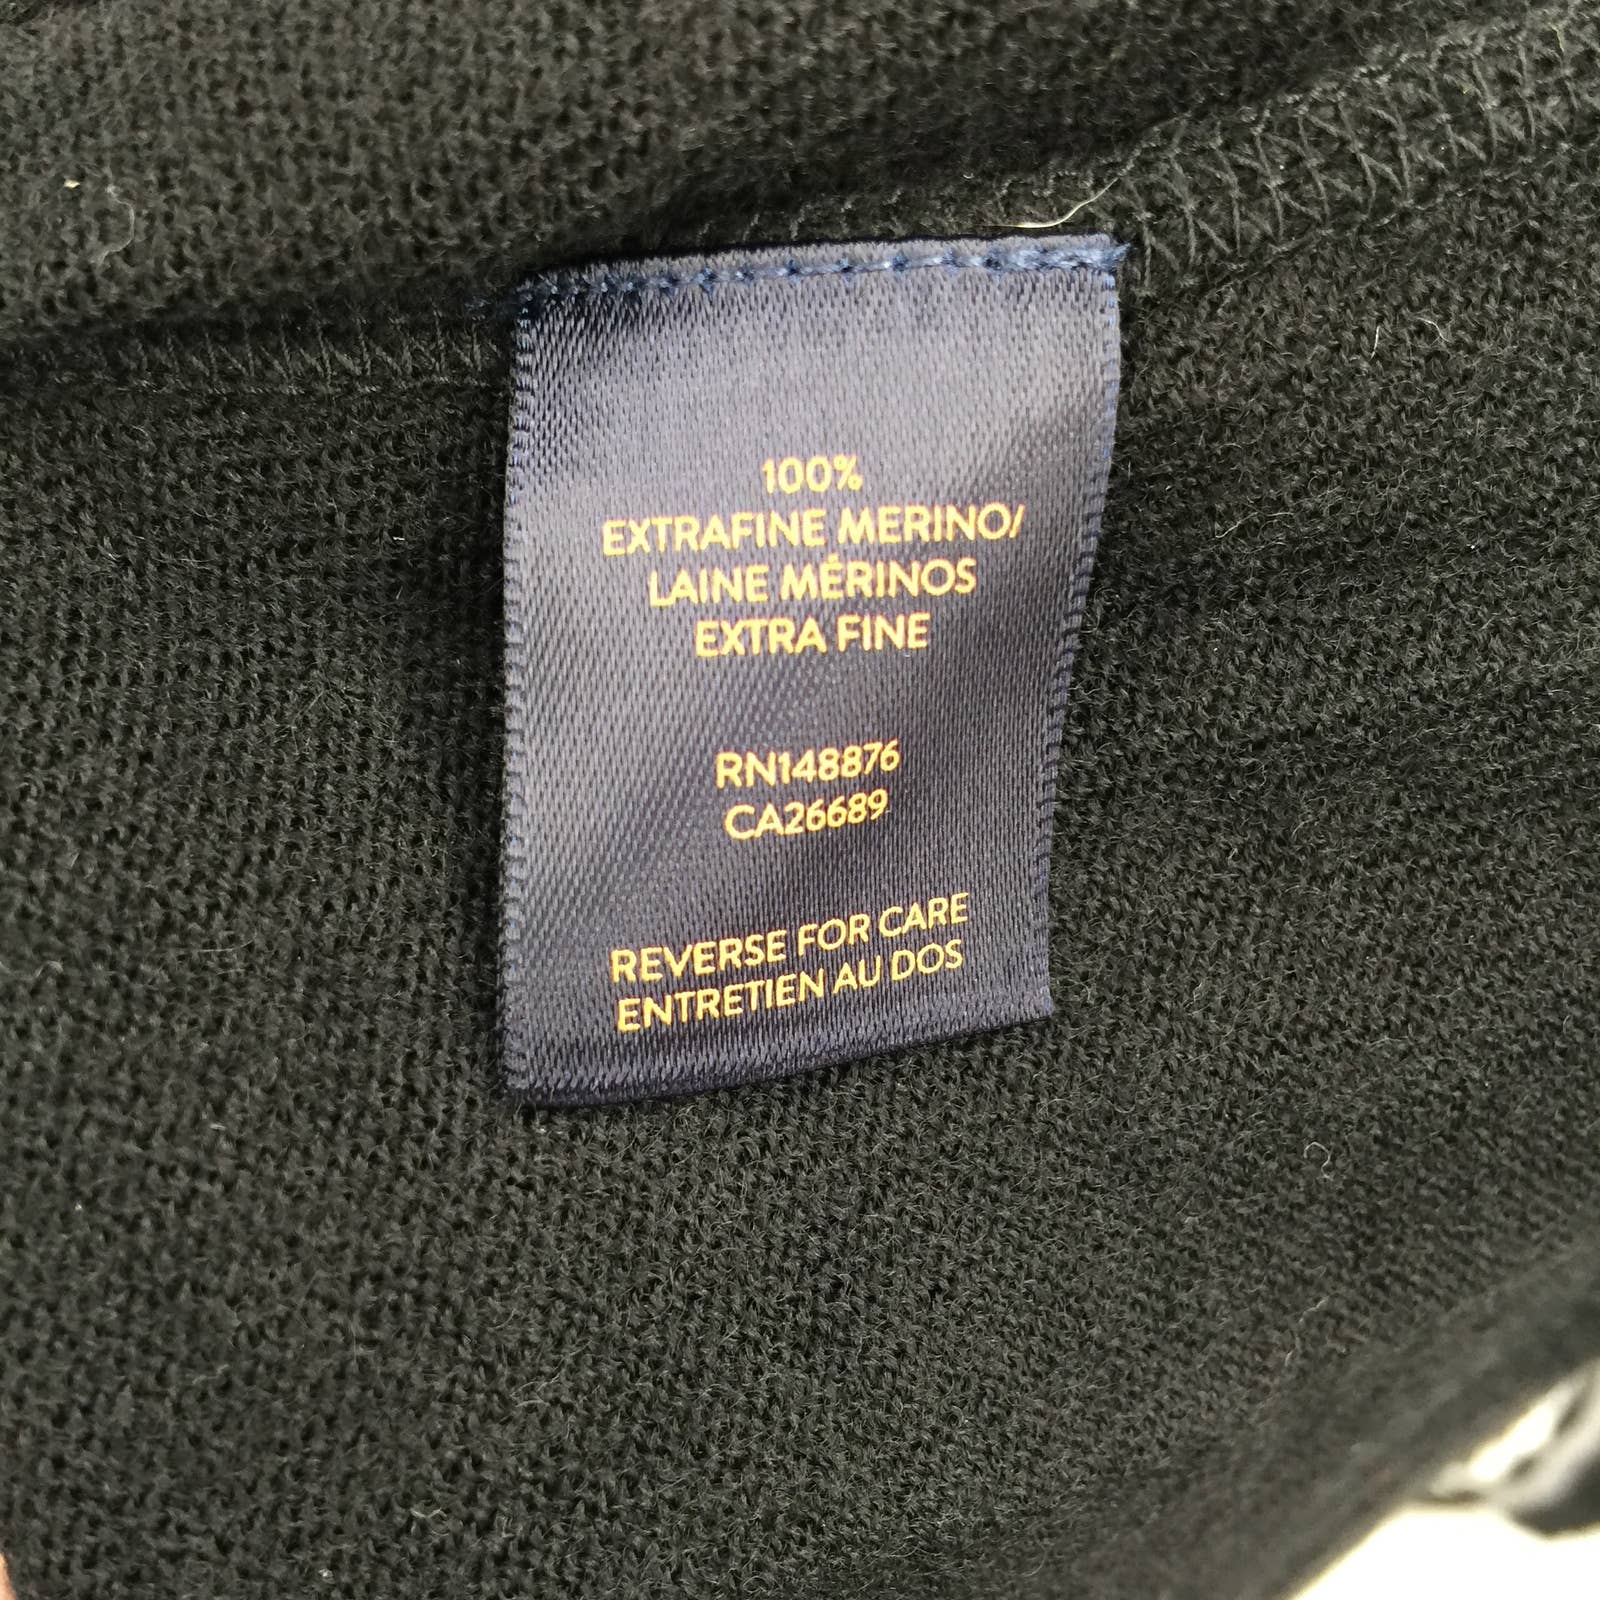 100%
EXTRAFINE MERINO/
LAINE MÉRINOS
EXTRA FINE
RN148876
CA26689
REVERSE FOR CARE
ENTRETIEN AU DOS